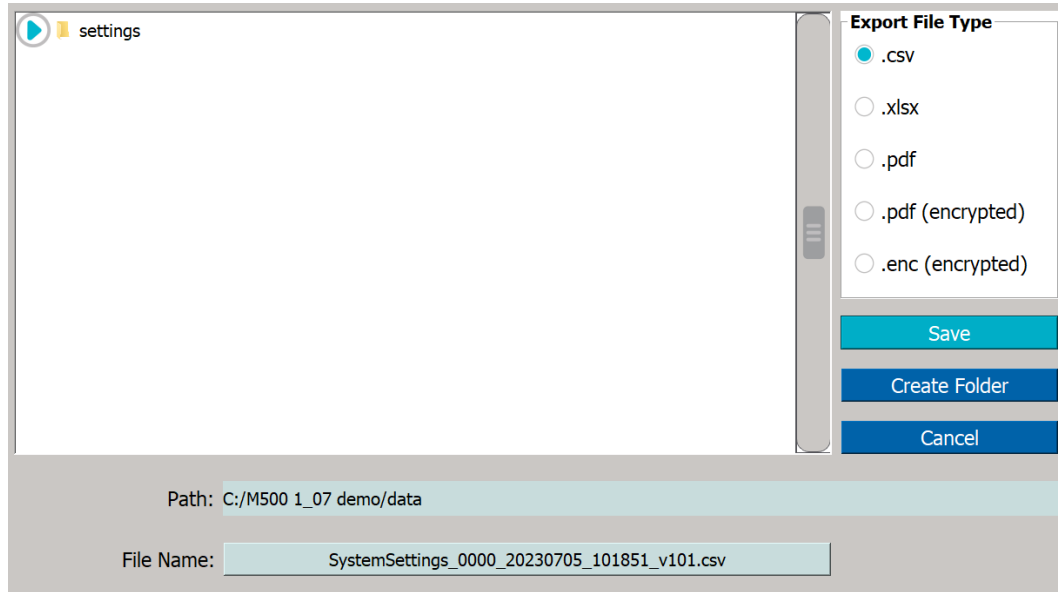 settings
Export File Type
.csv
.xlsx
.pdf
.pdf (encrypted)
.enc (encrypted)
Save
Create Folder
Cancel
Path: C:/M500 1_07 demo/data
File Name: SystemSettings_0000_20230705_101851_v101.csv